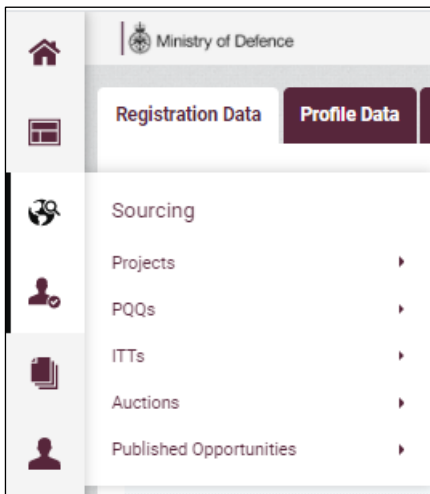 Ministry of Defence
Registration Data
Profile Data
Sourcing
Projects
PQQs
ITTs
Auctions
Published Opportunities